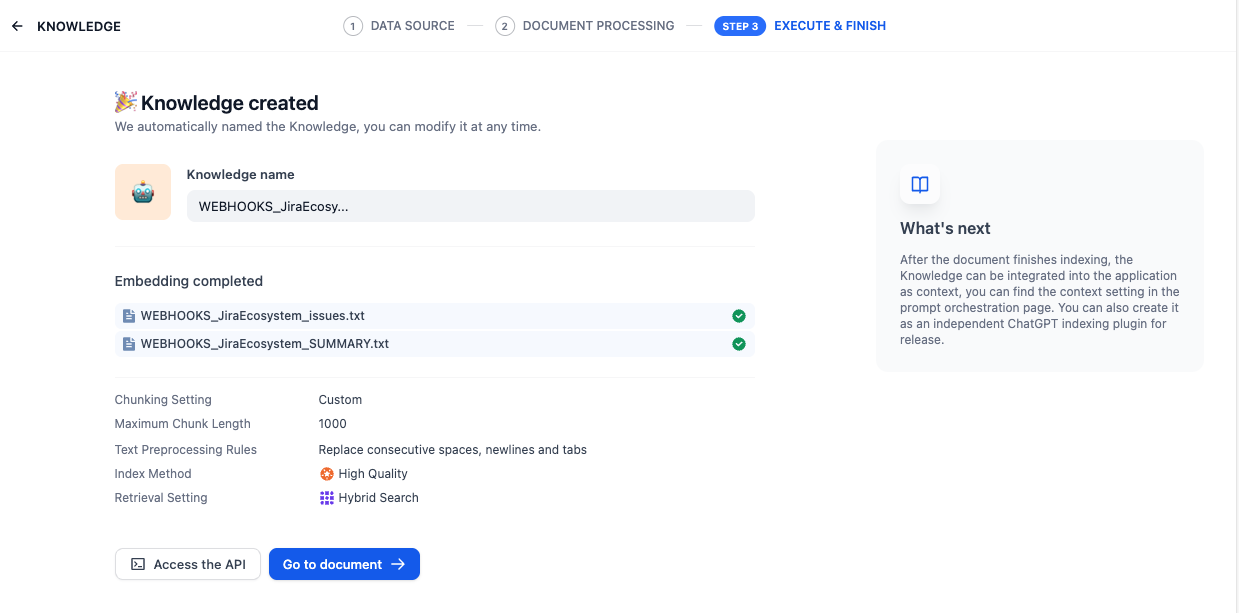 KNOWLEDGE
1 DATA SOURCE
2 DOCUMENT PROCESSING
STEP 3 EXECUTE & FINISH
Knowledge created
We automatically named the Knowledge, you can modify it at any time.
Knowledge name
WEBHOOKS_JiraEcosy...
Embedding completed
WEBHOOKS_JiraEcosystem_issues.txt
WEBHOOKS_JiraEcosystem_SUMMARY.txt
Chunking Setting Custom
Maximum Chunk Length 1000
Text Preprocessing Rules Replace consecutive spaces, newlines and tabs
Index Method High Quality
Retrieval Setting Hybrid Search
Access the API
Go to document
What's next
After the document finishes indexing, the
Knowledge can be integrated into the application
as context, you can find the context setting in the
prompt orchestration page. You can also create it
as an independent ChatGPT indexing plugin for
release.